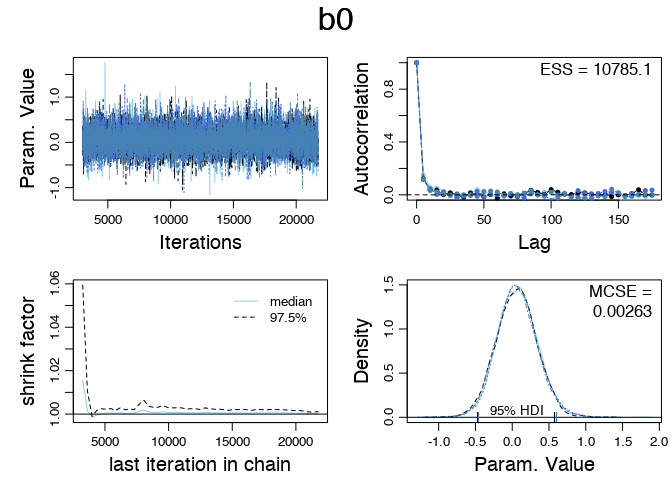 b0
Param. Value
-1.0 0.0 1.0
5000 10000 15000 20000
Iterations
Autocorrelation
0.0 0.4 0.8
ESS = 10785.1
0 50 100 150
Lag
shrink factor
1.00 1.02 1.04 1.06
median
97.5%
5000 10000 15000 20000
last iteration in chain
Density
0.0 0.5 1.0 1.5
MCSE =
0.00263
95% HDI
-1.0 -0.5 0.0 0.5 1.0 1.5 2.0
Param. Value